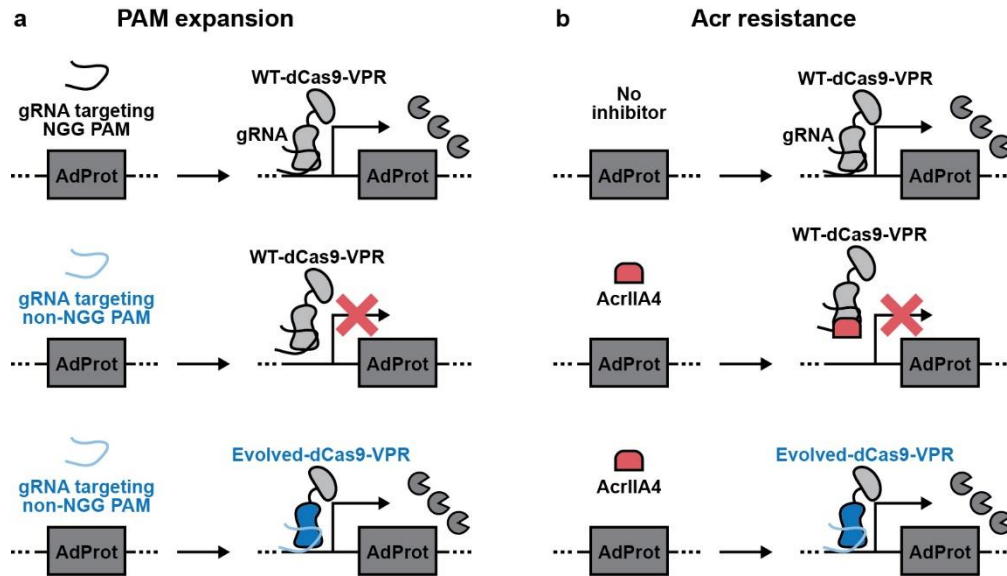 a PAM expansion
gRNA targeting
NGG PAM
AdProt
WT-dCas9-VPR
gRNA
AdProt
gRNA targeting
non-NGG PAM
AdProt
WT-dCas9-VPR
AdProt
gRNA targeting
non-NGG PAM
AdProt
Evolved-dCas9-VPR
AdProt
b Acr resistance
No
inhibitor
AdProt
WT-dCas9-VPR
gRNA
AdProt
AcrIIA4
AdProt
WT-dCas9-VPR
AdProt
AcrIIA4
AdProt
Evolved-dCas9-VPR
AdProt